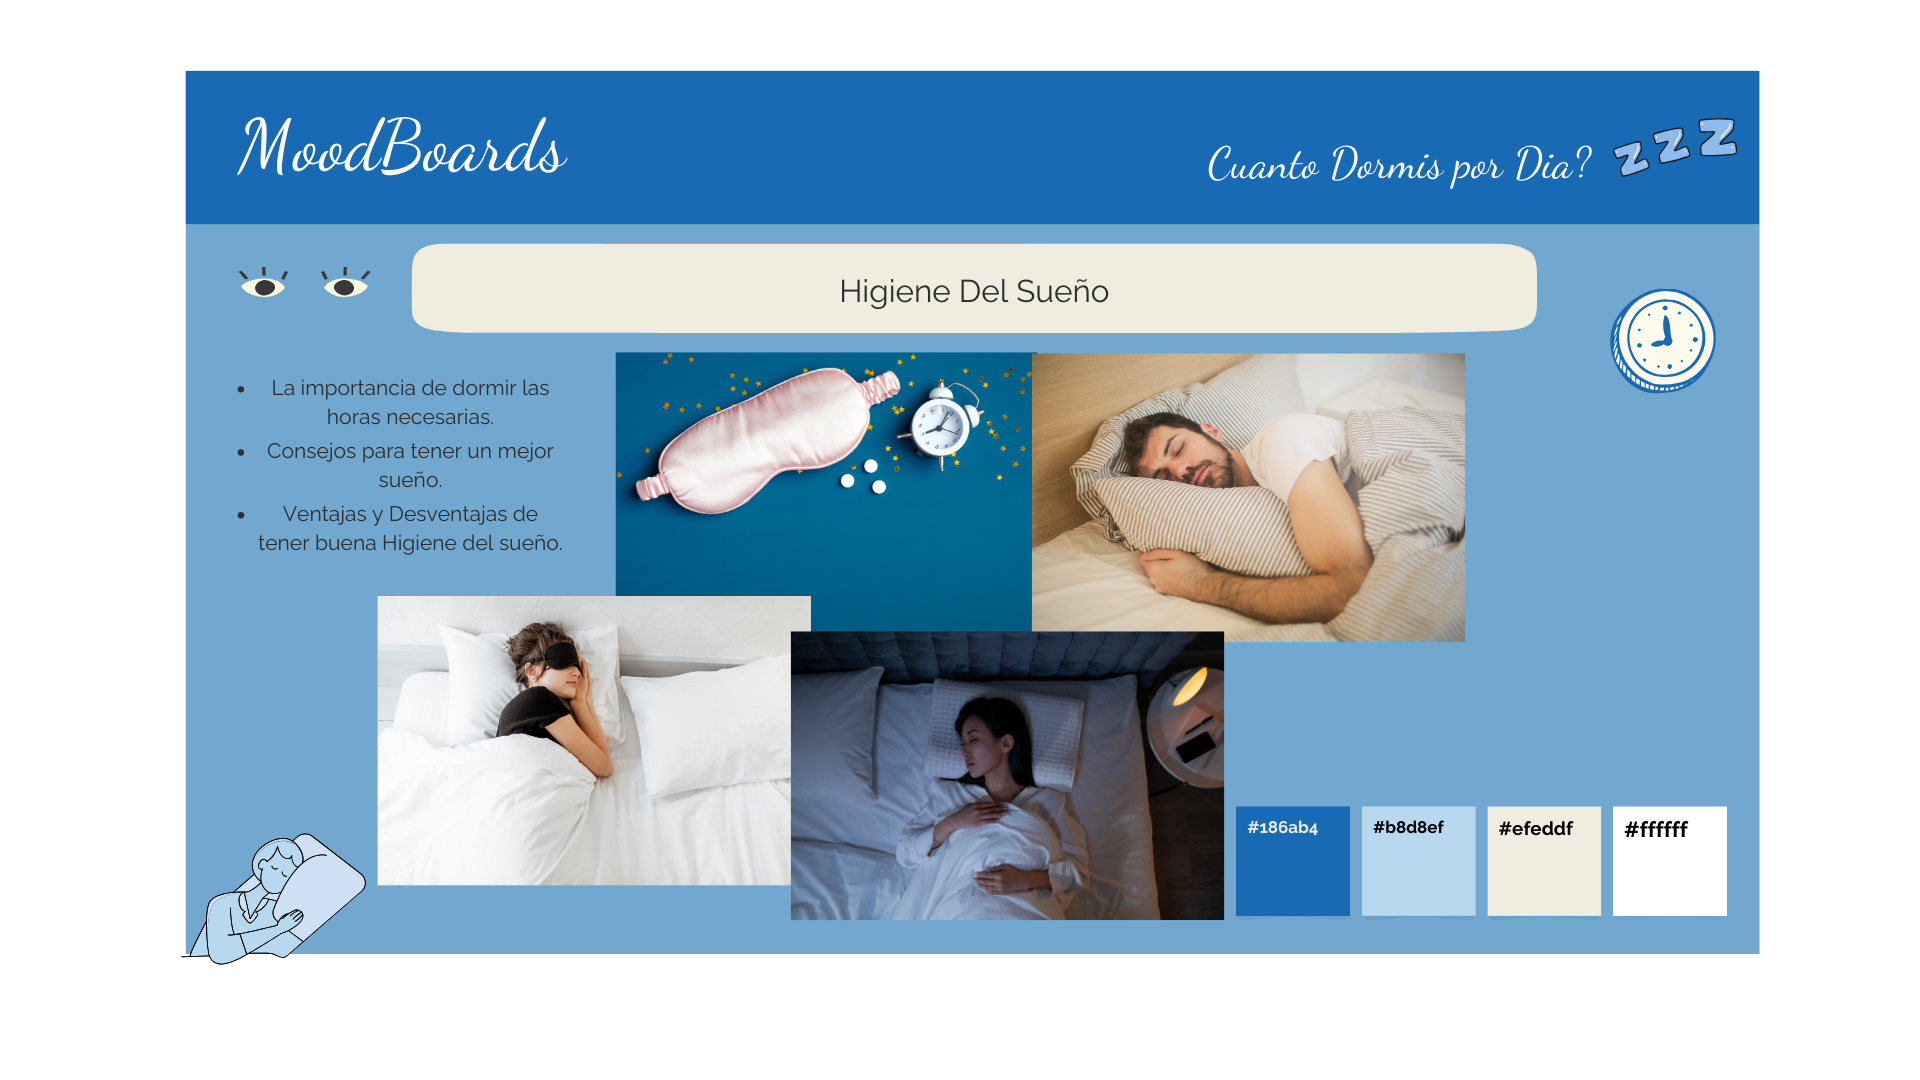 MoodBoards
Cuanto Dormis por Dia?
Higiene Del Sueño
La importancia de dormir las
horas necesarias.
Consejos para tener un mejor
sueño.
Ventajas y Desventajas de
tener buena Higiene del sueño.
#186ab4
#b8d8ef
#efeddf
#ffffff